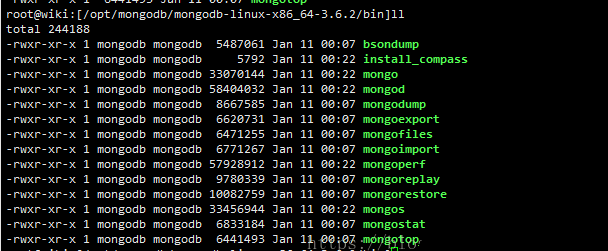 root@wiki:[/opt/mongodb/mongodb-linux-x86_64-3.6.2/bin]ll
total 244188
-rwxr-xr-x 1 mongodb mongodb  5487061 Jan 11 00:07 bsondump
-rwxr-xr-x 1 mongodb mongodb     5792 Jan 11 00:22 install_compass
-rwxr-xr-x 1 mongodb mongodb 33070144 Jan 11 00:22 mongo
-rwxr-xr-x 1 mongodb mongodb 58404032 Jan 11 00:22 mongod
-rwxr-xr-x 1 mongodb mongodb  8667585 Jan 11 00:07 mongodump
-rwxr-xr-x 1 mongodb mongodb  6620731 Jan 11 00:07 mongoexport
-rwxr-xr-x 1 mongodb mongodb  6471255 Jan 11 00:07 mongofiles
-rwxr-xr-x 1 mongodb mongodb  6771267 Jan 11 00:07 mongoimport
-rwxr-xr-x 1 mongodb mongodb 57928912 Jan 11 00:22 mongoperf
-rwxr-xr-x 1 mongodb mongodb  9780339 Jan 11 00:07 mongoreplay
-rwxr-xr-x 1 mongodb mongodb 10082759 Jan 11 00:07 mongorestore
-rwxr-xr-x 1 mongodb mongodb 33456944 Jan 11 00:22 mongos
-rwxr-xr-x 1 mongodb mongodb  6833184 Jan 11 00:07 mongostat
-rwxr-xr-x 1 mongodb mongodb  6441493 Jan 11 00:07 mongotop